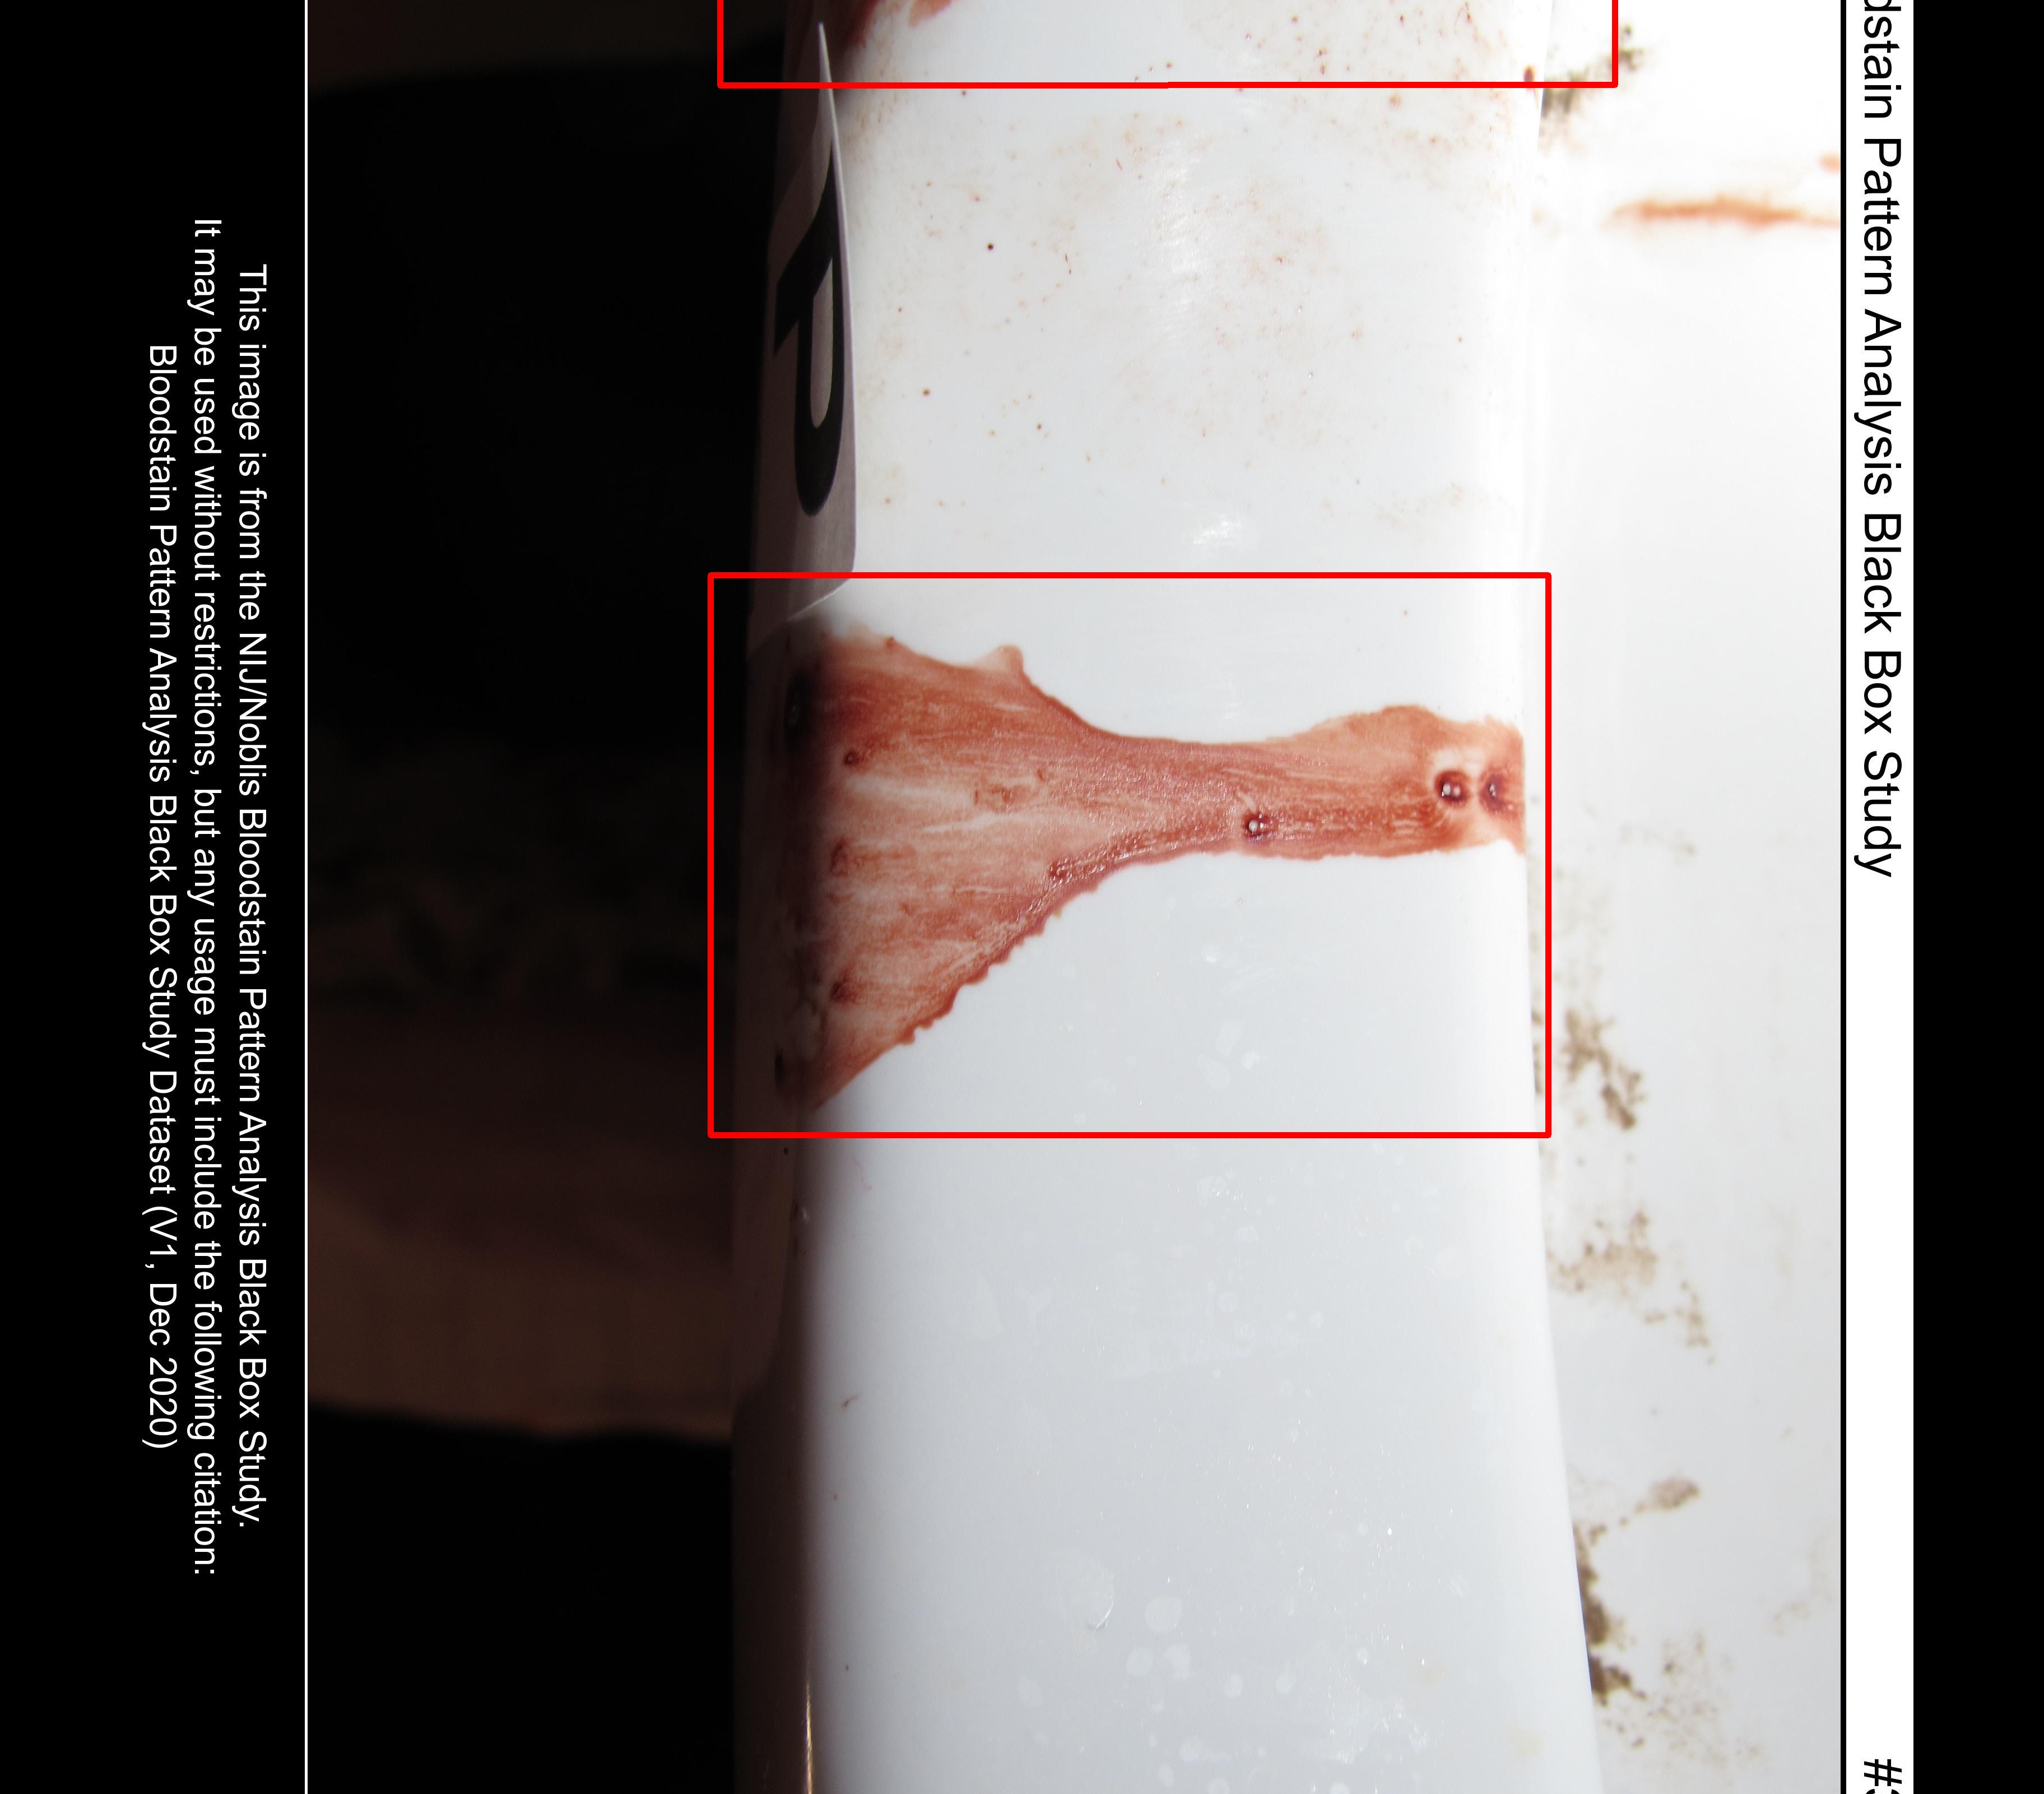 dstain Pattern Analysis Black Box Study
#
P
This image is from the NIJ/Noblis Bloodstain Pattern Analysis Black Box Study.
It may be used without restrictions, but any usage must include the following citation:
Bloodstain Pattern Analysis Black Box Study Dataset (V1, Dec 2020)